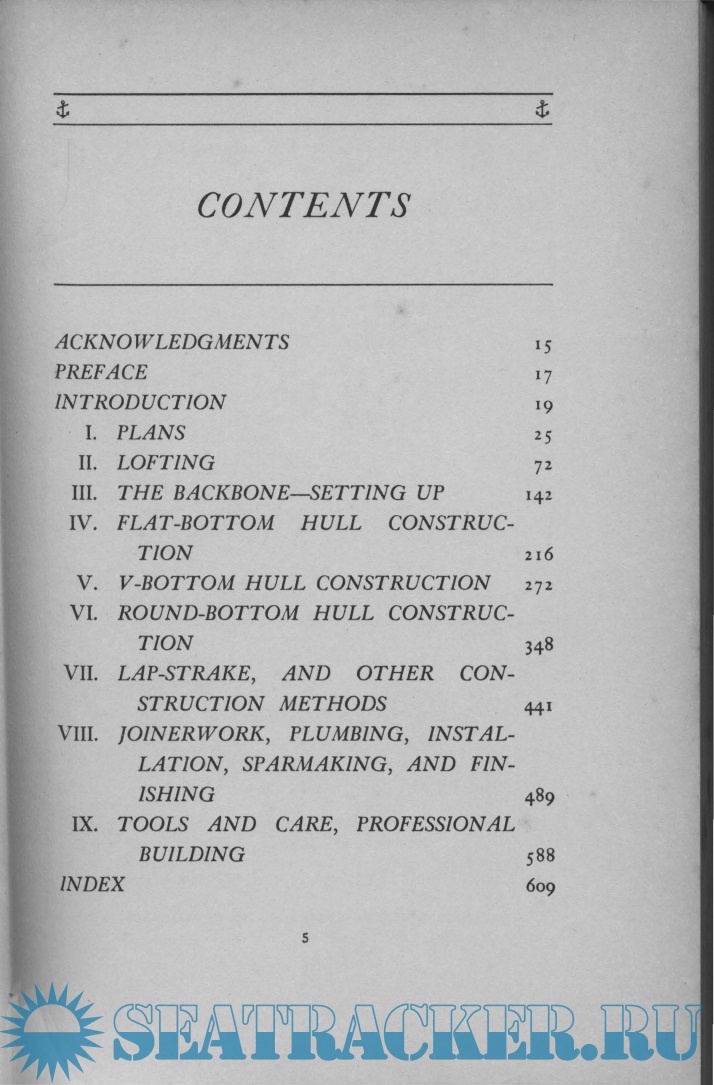 CONTENTS
ACKNOWLEDGMENTS 15
PREFACE 17
INTRODUCTION 19
I. PLANS 25
II. LOFTING 72
III. THE BACKBONE—SETTING UP 142
IV. FLAT-BOTTOM HULL CONSTRUC-
TION 216
V. V-BOTTOM HULL CONSTRUCTION 272
VI. ROUND-BOTTOM HULL CONSTRUC-
TION 348
VII. LAP-STRAKE, AND OTHER CON-
STRUCTION METHODS 441
VIII. JOINERWORK, PLUMBING, INSTAL-
LATION, SPARMAKING, AND FIN-
ISHING 489
IX. TOOLS AND CARE, PROFESSIONAL
BUILDING 588
INDEX 609
5
SEATRACKER.RU